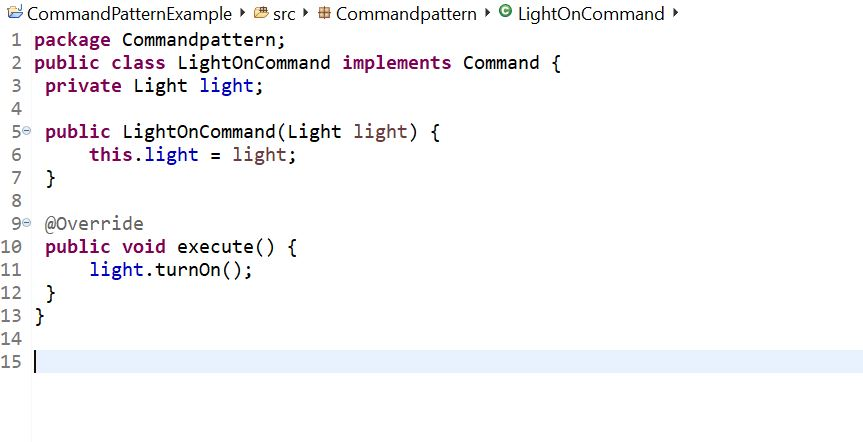 CommandPatternExample src Commandpattern LightOnCommand
1 package Commandpattern;
2 public class LightOnCommand implements Command {
3 private Light light;
4
5 public LightOnCommand(Light light) {
6 this.light = light;
7 }
8
9 @Override
10 public void execute() {
11 light.turnOn();
12 }
13 }
14
15